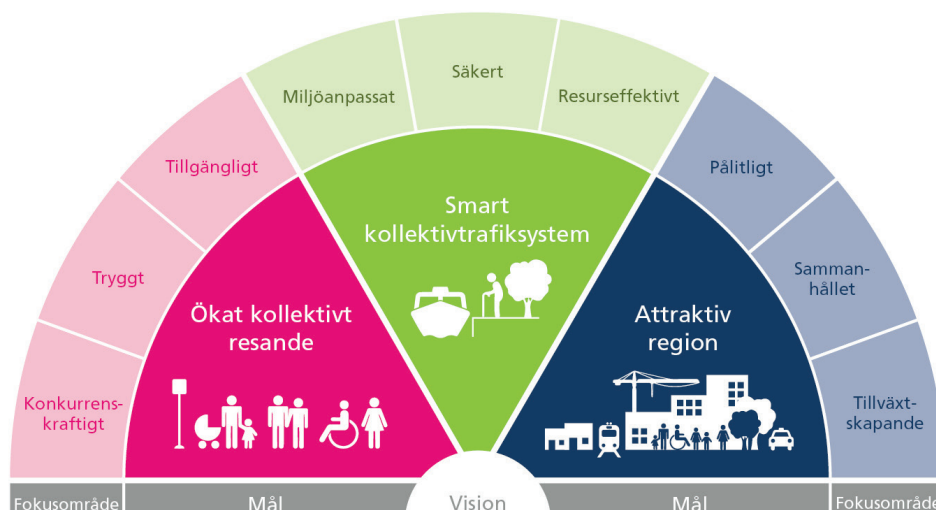 Miljöanpassat
Säkert
Resurseffektivt
Tillgängligt
Pålitligt
Tryggt
Samman-
hållet
Konkurrens-
kraftigt
Tillväxt-
skapande
Smart
kollektivtrafiksystem
Ökat kollektivt
resande
Attraktiv
region
Fokusområde
Mål
Vision
Mål
Fokusområde